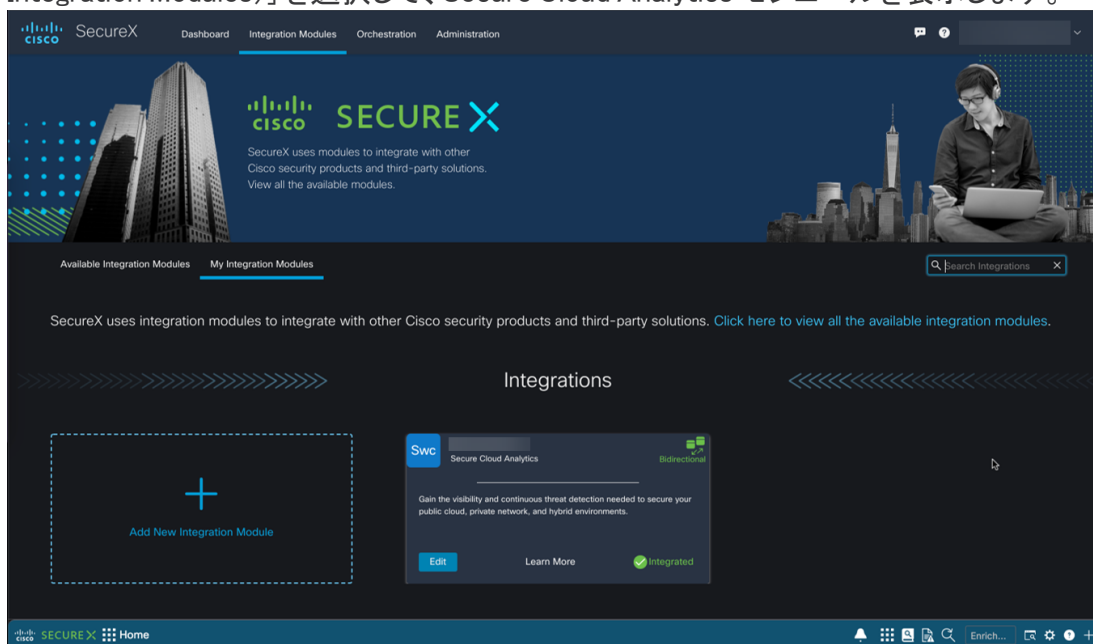 Integration Modules)」を選択して、Secure Cloud Analytics モジュールを表示します。
cisco SecureX Dashboard Integration Modules Orchestration Administration
cisco SECURE X
SecureX uses modules to integrate with other
Cisco security products and third-party solutions.
View all the available modules.
Available Integration Modules My Integration Modules Search Integrations
SecureX uses integration modules to integrate with other Cisco security products and third-party solutions. Click here to view all the available integration modules.
Integrations
Swc
Secure Cloud Analytics Bidirectional
Gain the visibility and continuous threat detection needed to secure your
public cloud, private network, and hybrid environments.
Add New Integration Module
Edit Learn More Integrated
cisco SECURE X Home Enrich...